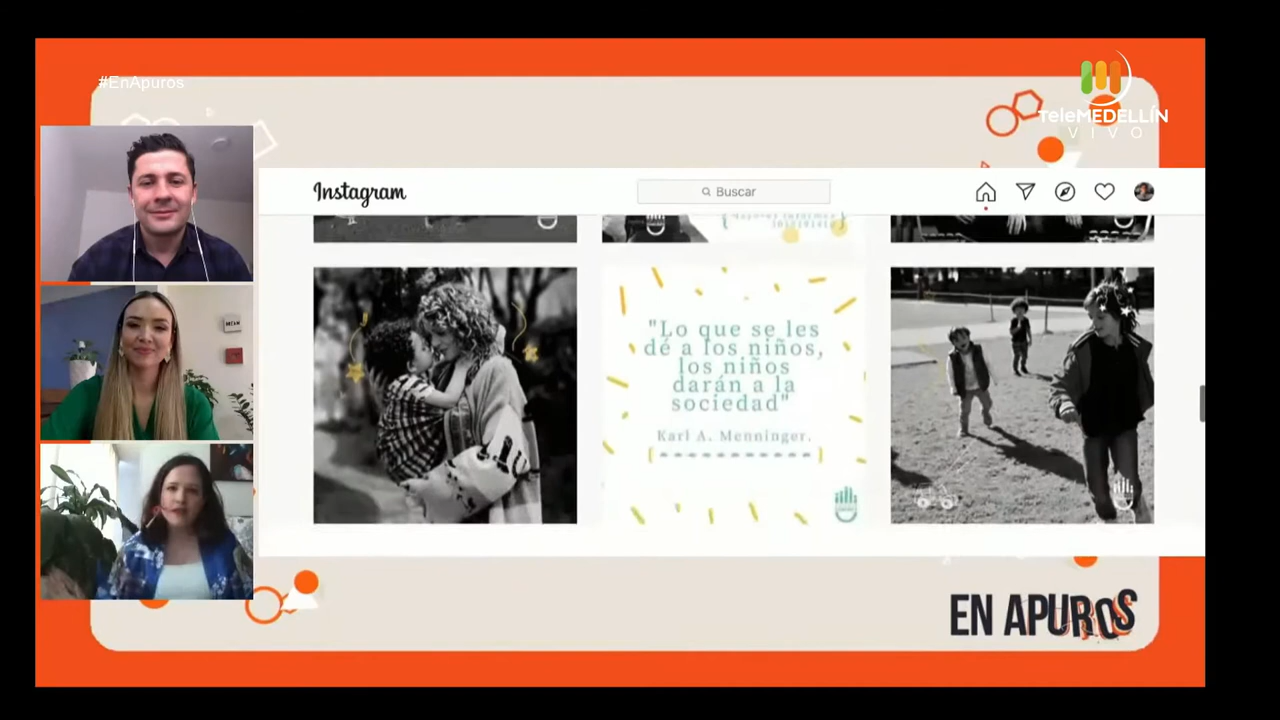 #EnApuros
TeleMEDELLÍN
VIVO
Instagram
Buscar
DREAM
"Lo que se les
dé a los niños,
los niños
darán a la
sociedad"
Karl A. Menninger.
EN APUROS